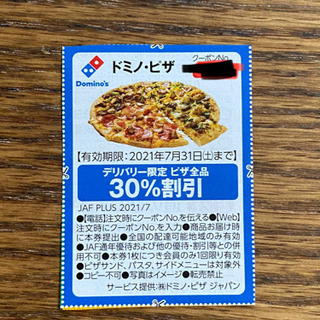 ドミノ・ピザ クーポンNo.
Domino's
【有効期限:2021年7月31日㈯まで】
デリバリー限定 ピザ全品
30%割引
JAF PLUS 2021/7
●【電話】注文時にクーポンNo.を伝える●【Web】
注文時にクーポンNo.を入力●商品お届け時
に本券提出●全国の配達可能地域のみ有効
●JAF通年優待および他の優待・割引等との併
用不可●本券1枚につき会員のみ1回限り有効
●ピザサンド、パスタ、サイドメニューは対象外
●コピー不可●写真はイメージ●転売禁止
サービス提供:㈱ドミノ・ピザ ジャパン